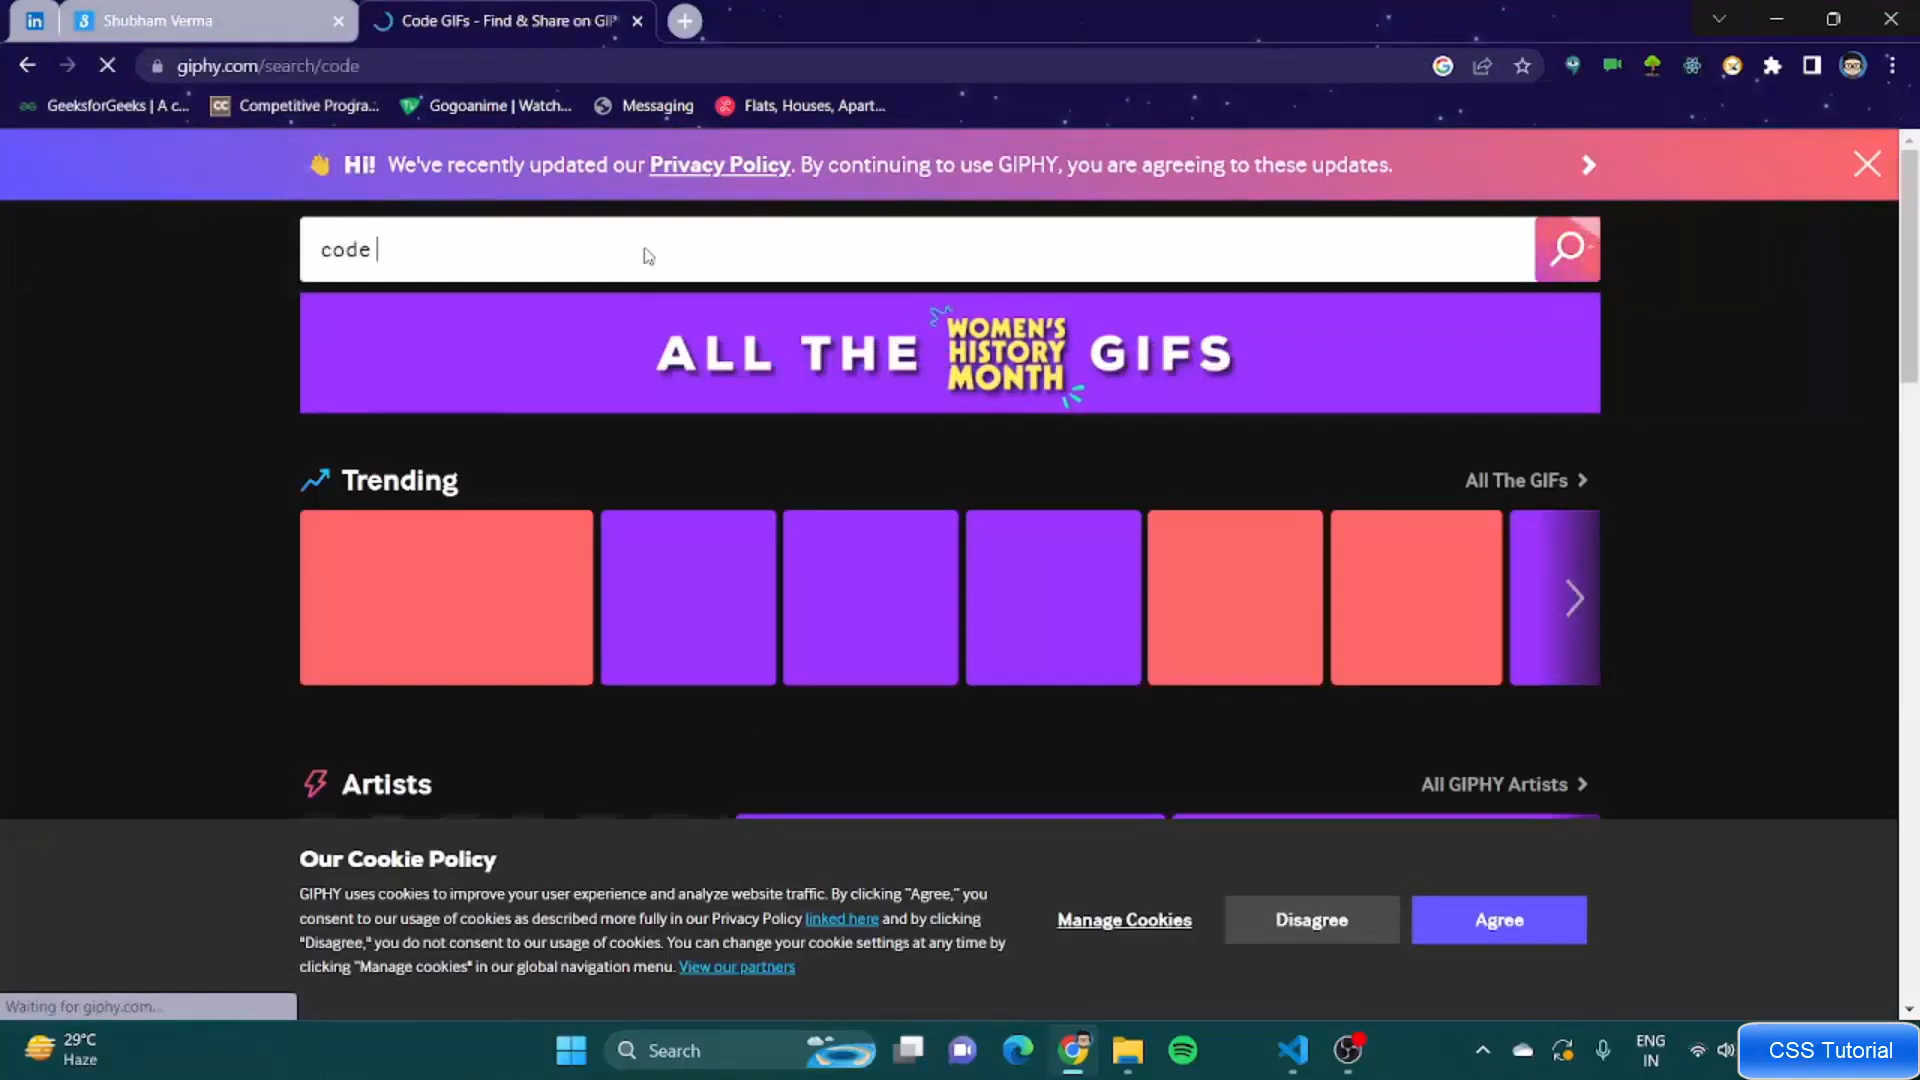 Shubham Verma
Code GIFs - Find & Share on GIP
giphy.com/search/code
GeeksforGeeks | A c...
CC
Competitive Progra...
Gogoanime | Watch...
Messaging
Flats, Houses, Apart...
Hi! We've recently updated our Privacy Policy. By continuing to use GIPHY, you are agreeing to these updates.
code
ALL THE WOMEN'S HISTORY MONTH GIFS
Trending
All The GIFs
Artists
All GIPHY Artists
Our Cookie Policy
GIPHY uses cookies to improve your user experience and analyze website traffic. By clicking "Agree," you
consent to our usage of cookies as described more fully in our Privacy Policy linked here and by clicking
"Disagree," you do not consent to our usage of cookies. You can change your cookie settings at any time by
clicking "Manage cookies" in our global navigation menu. View our partners
Manage Cookies
Disagree
Agree
Waiting for giphy.com...
29°C
Haze
Search
ENG
IN
CSS Tutorial